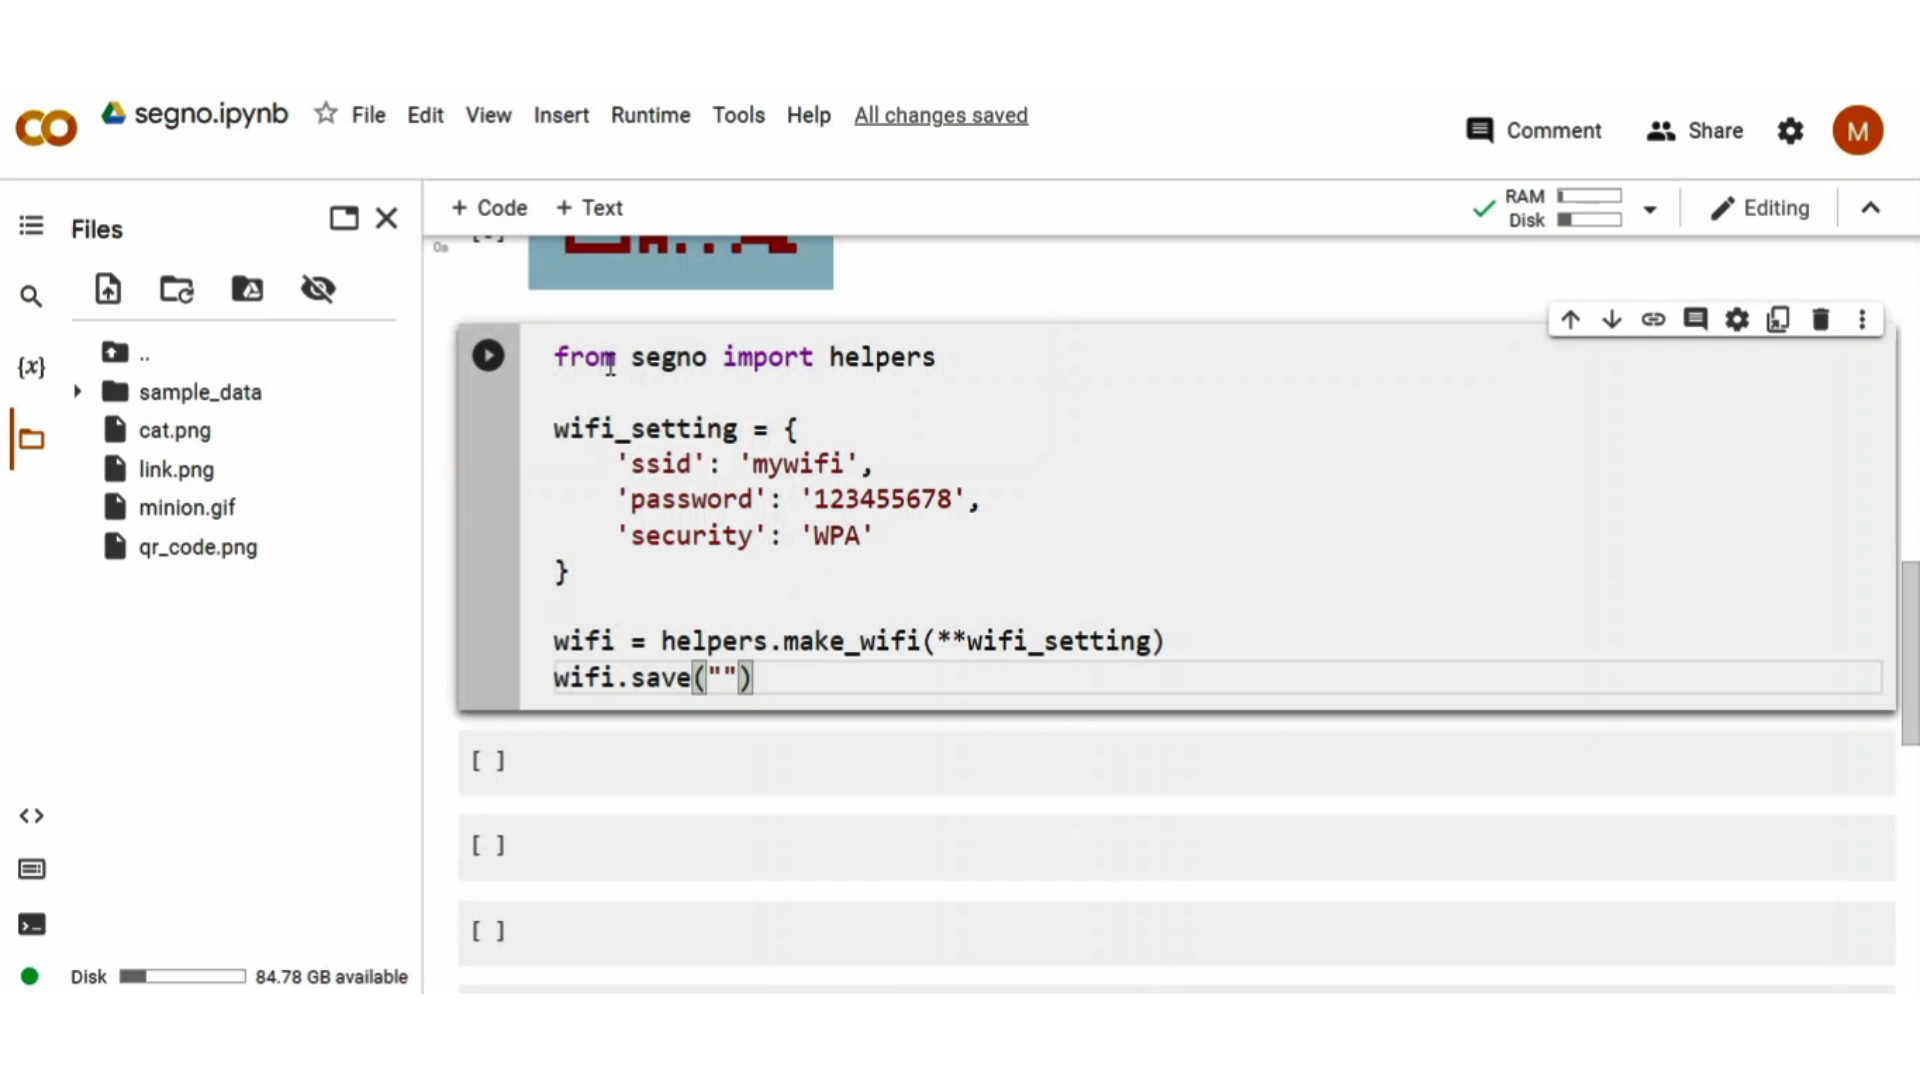 segno.ipynb File Edit View Insert Runtime Tools Help All changes saved
Comment Share M
Files
+ Code + Text
RAM
Disk
Editing
0s
{x}
..
sample_data
cat.png
link.png
minion.gif
qr_code.png
from segno import helpers
wifi_setting = {
'ssid': 'mywifi',
'password': '123455678',
'security': 'WPA'
}
wifi = helpers.make_wifi(**wifi_setting)
wifi.save("")
[ ]
[ ]
[ ]
Disk 84.78 GB available